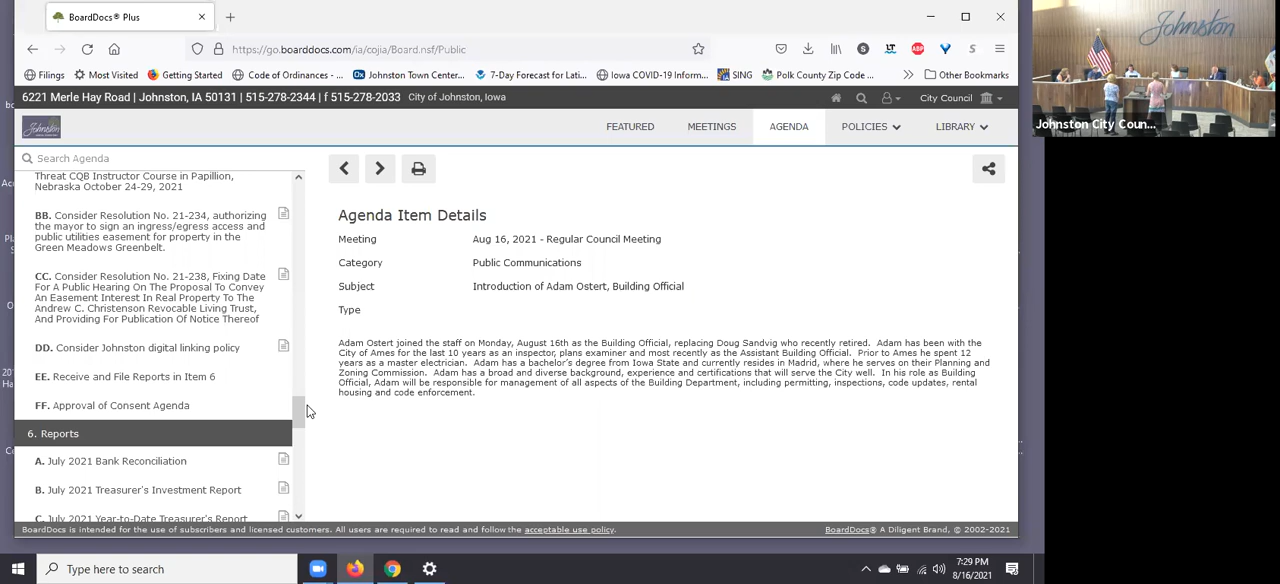 BoardDocs® Plus
https://go.boarddocs.com/ia/cojia/Board.nsf/Public
Filings
Most Visited
Getting Started
Code of Ordinances - ...
Johnston Town Center...
7-Day Forecast for Lati...
Iowa COVID-19 Inform...
SING
Polk County Zip Code ...
Other Bookmarks
6221 Merle Hay Road | Johnston, IA 50131 | 515-278-2344 | f 515-278-2033 City of Johnston, Iowa
City Council
Johnston
FEATURED
MEETINGS
AGENDA
POLICIES
LIBRARY
Search Agenda
Threat CQB Instructor Course in Papillion,
Nebraska October 24-29, 2021
BB. Consider Resolution No. 21-234, authorizing
the mayor to sign an ingress/egress access and
public utilities easement for property in the
Green Meadows Greenbelt.
CC. Consider Resolution No. 21-238, Fixing Date
For A Public Hearing On The Proposal To Convey
An Easement Interest In Real Property To The
Andrew C. Christenson Revocable Living Trust,
And Providing For Publication Of Notice Thereof
DD. Consider Johnston digital linking policy
EE. Receive and File Reports in Item 6
FF. Approval of Consent Agenda
6. Reports
A. July 2021 Bank Reconciliation
B. July 2021 Treasurer's Investment Report
C. July 2021 Year-to-Date Treasurer's Report
Agenda Item Details
Meeting Aug 16, 2021 - Regular Council Meeting
Category Public Communications
Subject Introduction of Adam Ostert, Building Official
Type
Adam Ostert joined the staff on Monday, August 16th as the Building Official, replacing Doug Sandvig who recently retired. Adam has been with the
City of Ames for the last 10 years as an inspector, plans examiner and most recently as the Assistant Building Official. Prior to Ames he spent 12
years as a master electrician. Adam has a bachelor's degree from Iowa State and currently resides in Madrid, where he serves on their Planning and
Zoning Commission. Adam has a broad and diverse background, experience and certifications that will serve the City well. In his role as Building
Official, Adam will be responsible for management of all aspects of the Building Department, including permitting, inspections, code updates, rental
housing and code enforcement.
BoardDocs is intended for the use of subscribers and licensed customers. All users are required to read and follow the acceptable use policy.
BoardDocs® A Diligent Brand, © 2002-2021
Type here to search
7:29 PM
8/16/2021
Johnston
Johnston City Coun...